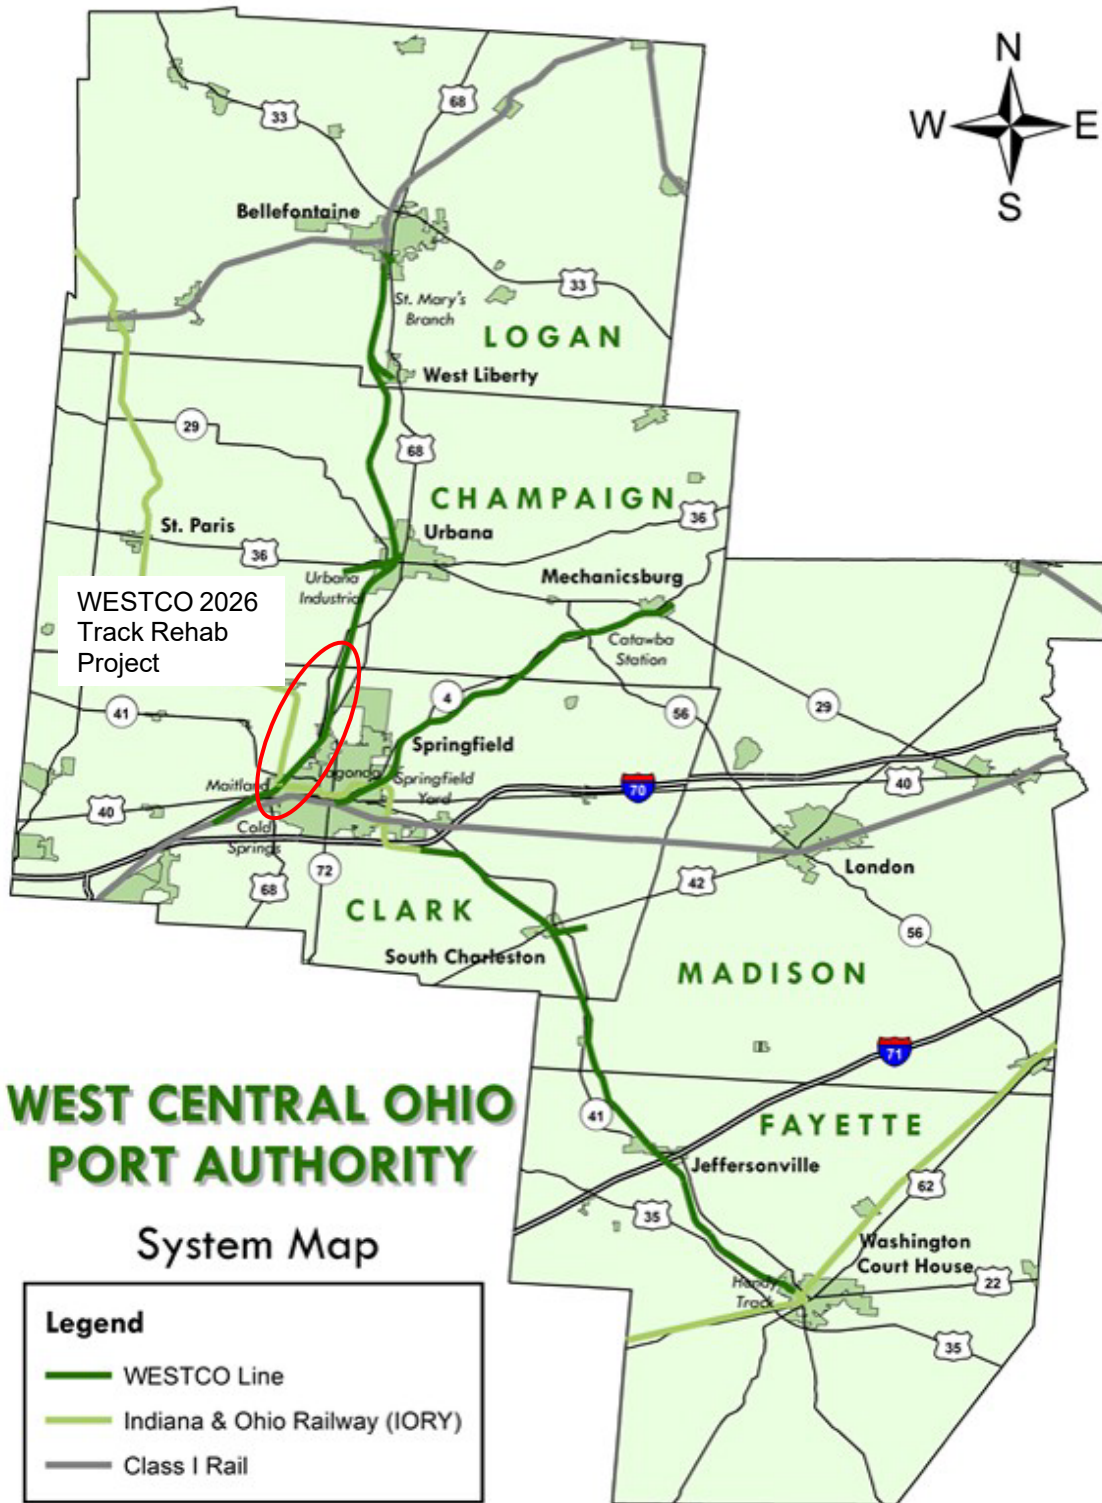 N
W
E
S
68
33
Bellefontaine
33
St. Mary's
Branch
LOGAN
West Liberty
29
68
CHAMPAIGN
36
St. Paris
Urbana
36
Urbana
Industrial
Mechanicsburg
WESTCO 2026
Track Rehab
Project
Catawba
Station
4
56
29
41
Springfield
Maitland
Lagonda
Springfield
Yard
70
40
40
Cold
Springs
72
68
42
London
CLARK
56
South Charleston
MADISON
71
WEST CENTRAL OHIO
PORT AUTHORITY
41
FAYETTE
Jeffersonville
62
35
System Map
Washington
Court House
22
Handy
Track
35
Legend
WESTCO Line
Indiana & Ohio Railway (IORY)
Class I Rail